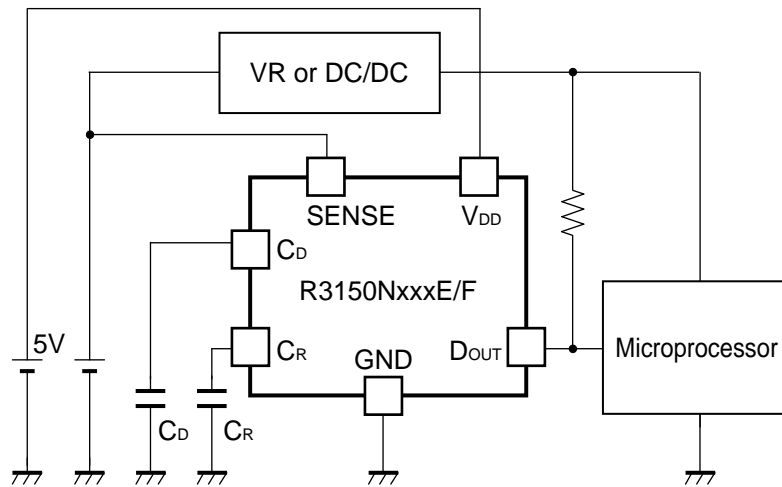 VR or DC/DC
SENSE
VDD
CD
R3150NxxxE/F
5V
CR
GND
DOUT
Microprocessor
CD
CR